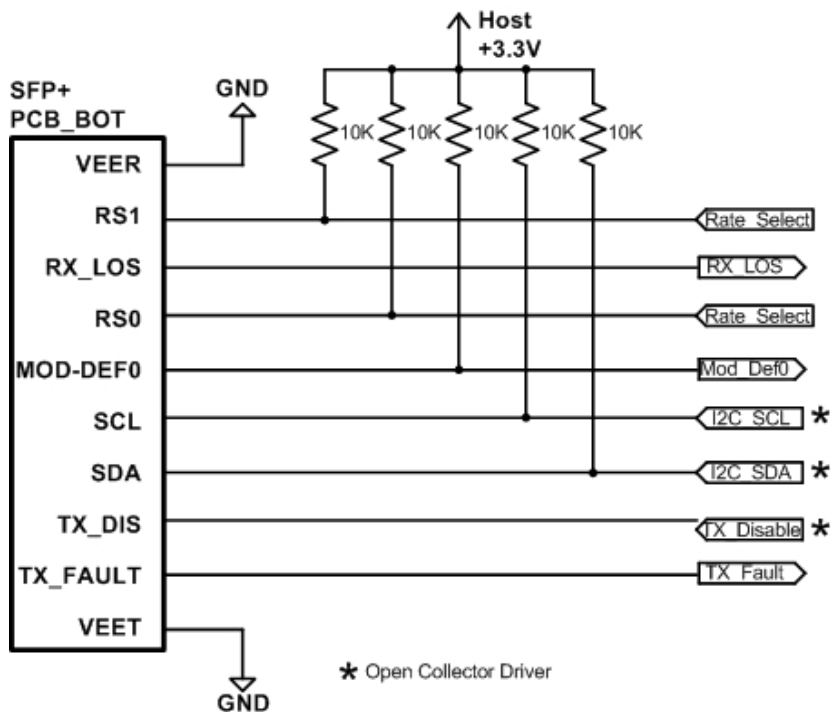 Host
+3.3V
SFP+
PCB_BOT
GND
10K 10K 10K 10K 10K
VEER
RS1 Rate_Select
RX_LOS RX_LOS
RS0 Rate_Select
MOD-DEF0 Mod_Def0
SCL I2C_SCL *
SDA I2C_SDA *
TX_DIS TX_Disable *
TX_FAULT TX_Fault
VEET
* Open Collector Driver
GND